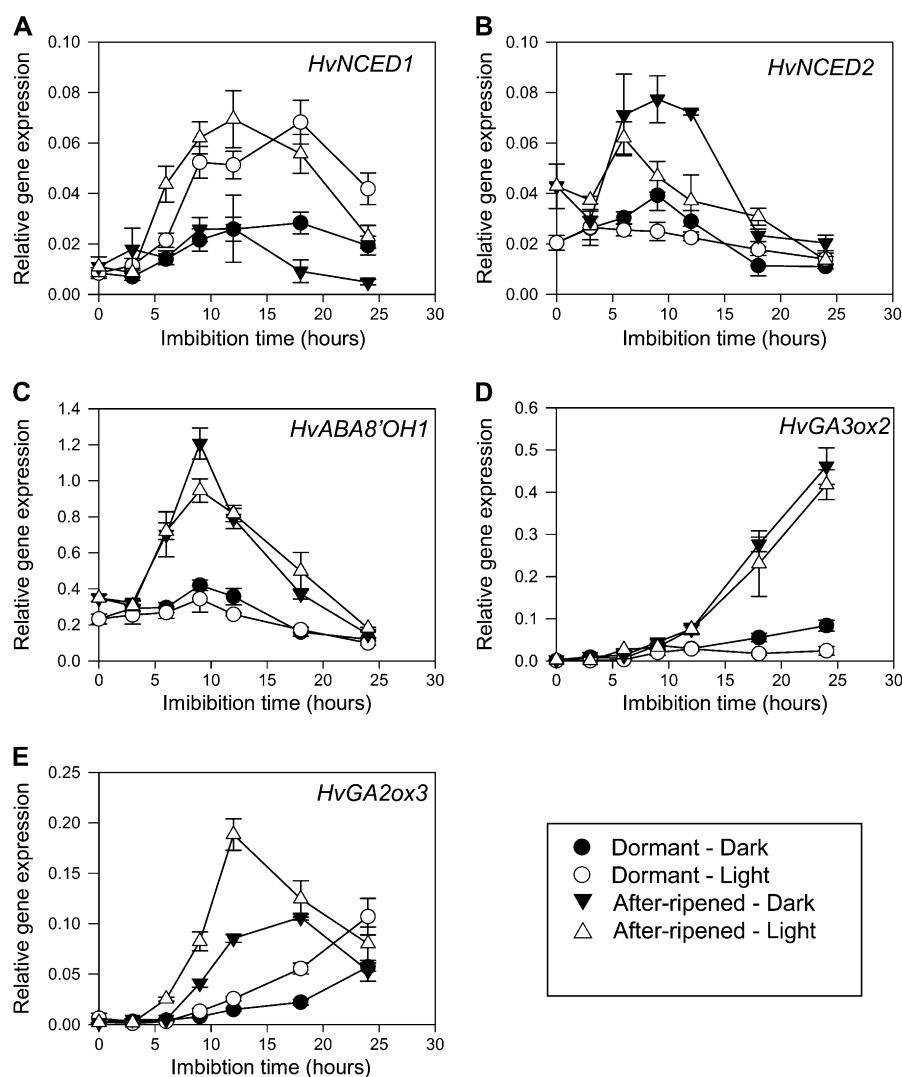 A
HvNCED1
Relative gene expression
0.10
0.08
0.06
0.04
0.02
0.00
0 5 10 15 20 25 30
Imbibition time (hours)
B
HvNCED2
Relative gene expression
0.10
0.08
0.06
0.04
0.02
0.00
0 5 10 15 20 25 30
Imbibition time (hours)
C
HvABA8'OH1
Relative gene expression
1.4
1.2
1.0
0.8
0.6
0.4
0.2
0.0
0 5 10 15 20 25 30
Imibibition time (hours)
D
HvGA3ox2
Relative gene expression
0.6
0.5
0.4
0.3
0.2
0.1
0.0
0 5 10 15 20 25 30
Imbibition time (hours)
E
HvGA2ox3
Relative gene expression
0.25
0.20
0.15
0.10
0.05
0.00
0 5 10 15 20 25 30
Imbibition time (hours)
Dormant - Dark
Dormant - Light
After-ripened - Dark
After-ripened - Light